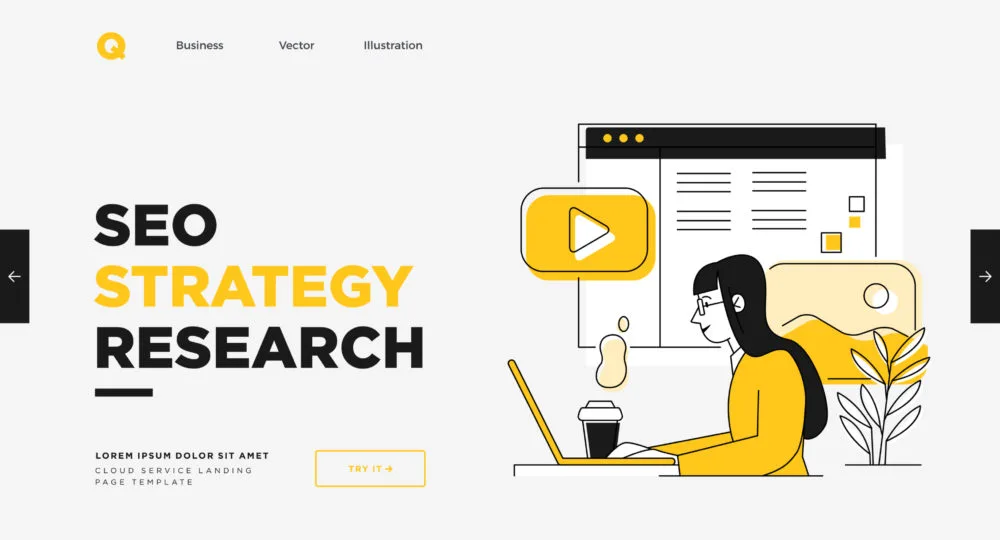 Q
Business
Vector
Illustration
SEO
STRATEGY
RESEARCH
LOREM IPSUM DOLOR SIT AMET
CLOUD SERVICE LANDING
PAGE TEMPLATE
TRY IT →